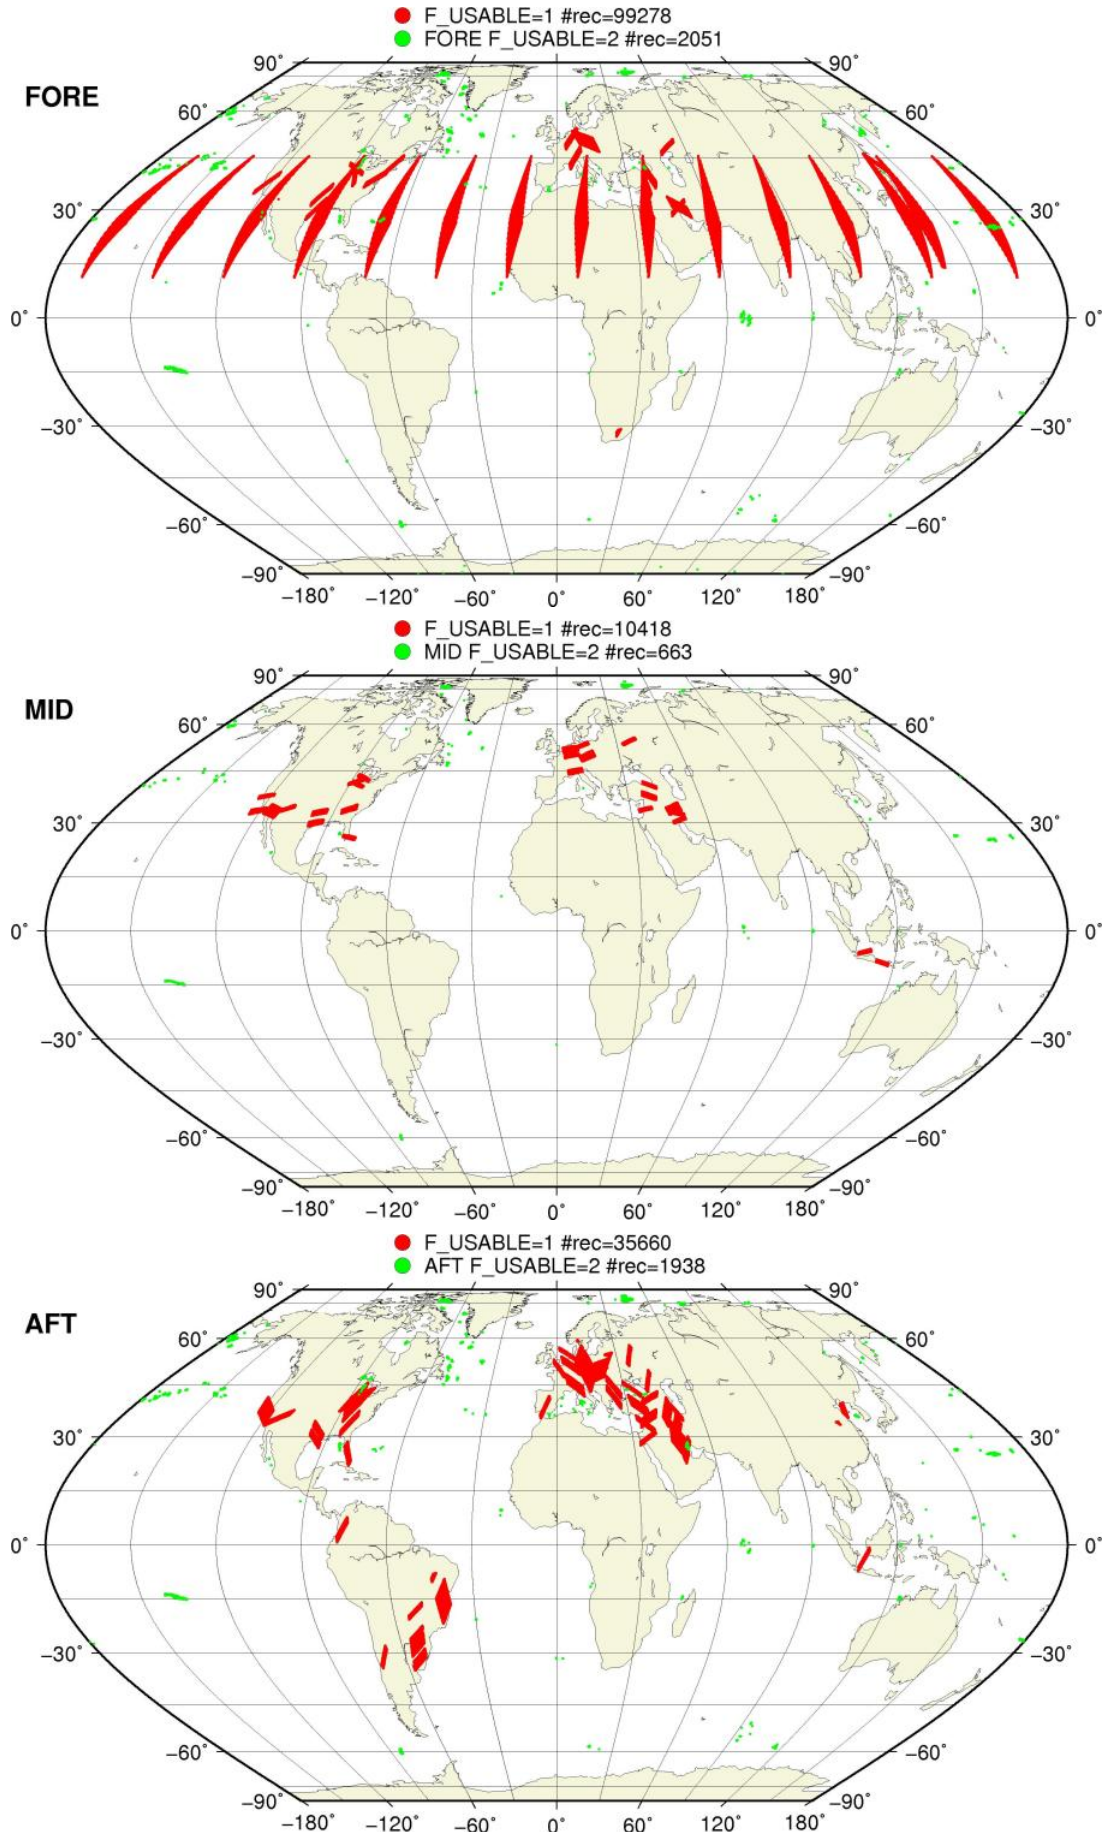 F_USABLE=1 #rec=99278
FORE F_USABLE=2 #rec=2051
FORE
90° 90°
60° 60°
30° 30°
0° 0°
−30° −30°
−60° −60°
−90° −90°
−180° −120° −60° 0° 60° 120° 180°
F_USABLE=1 #rec=10418
MID F_USABLE=2 #rec=663
MID
90° 90°
60° 60°
30° 30°
0° 0°
−30° −30°
−60° −60°
−90° −90°
−180° −120° −60° 0° 60° 120° 180°
F_USABLE=1 #rec=35660
AFT F_USABLE=2 #rec=1938
AFT
90° 90°
60° 60°
30° 30°
0° 0°
−30° −30°
−60° −60°
−90° −90°
−180° −120° −60° 0° 60° 120° 180°